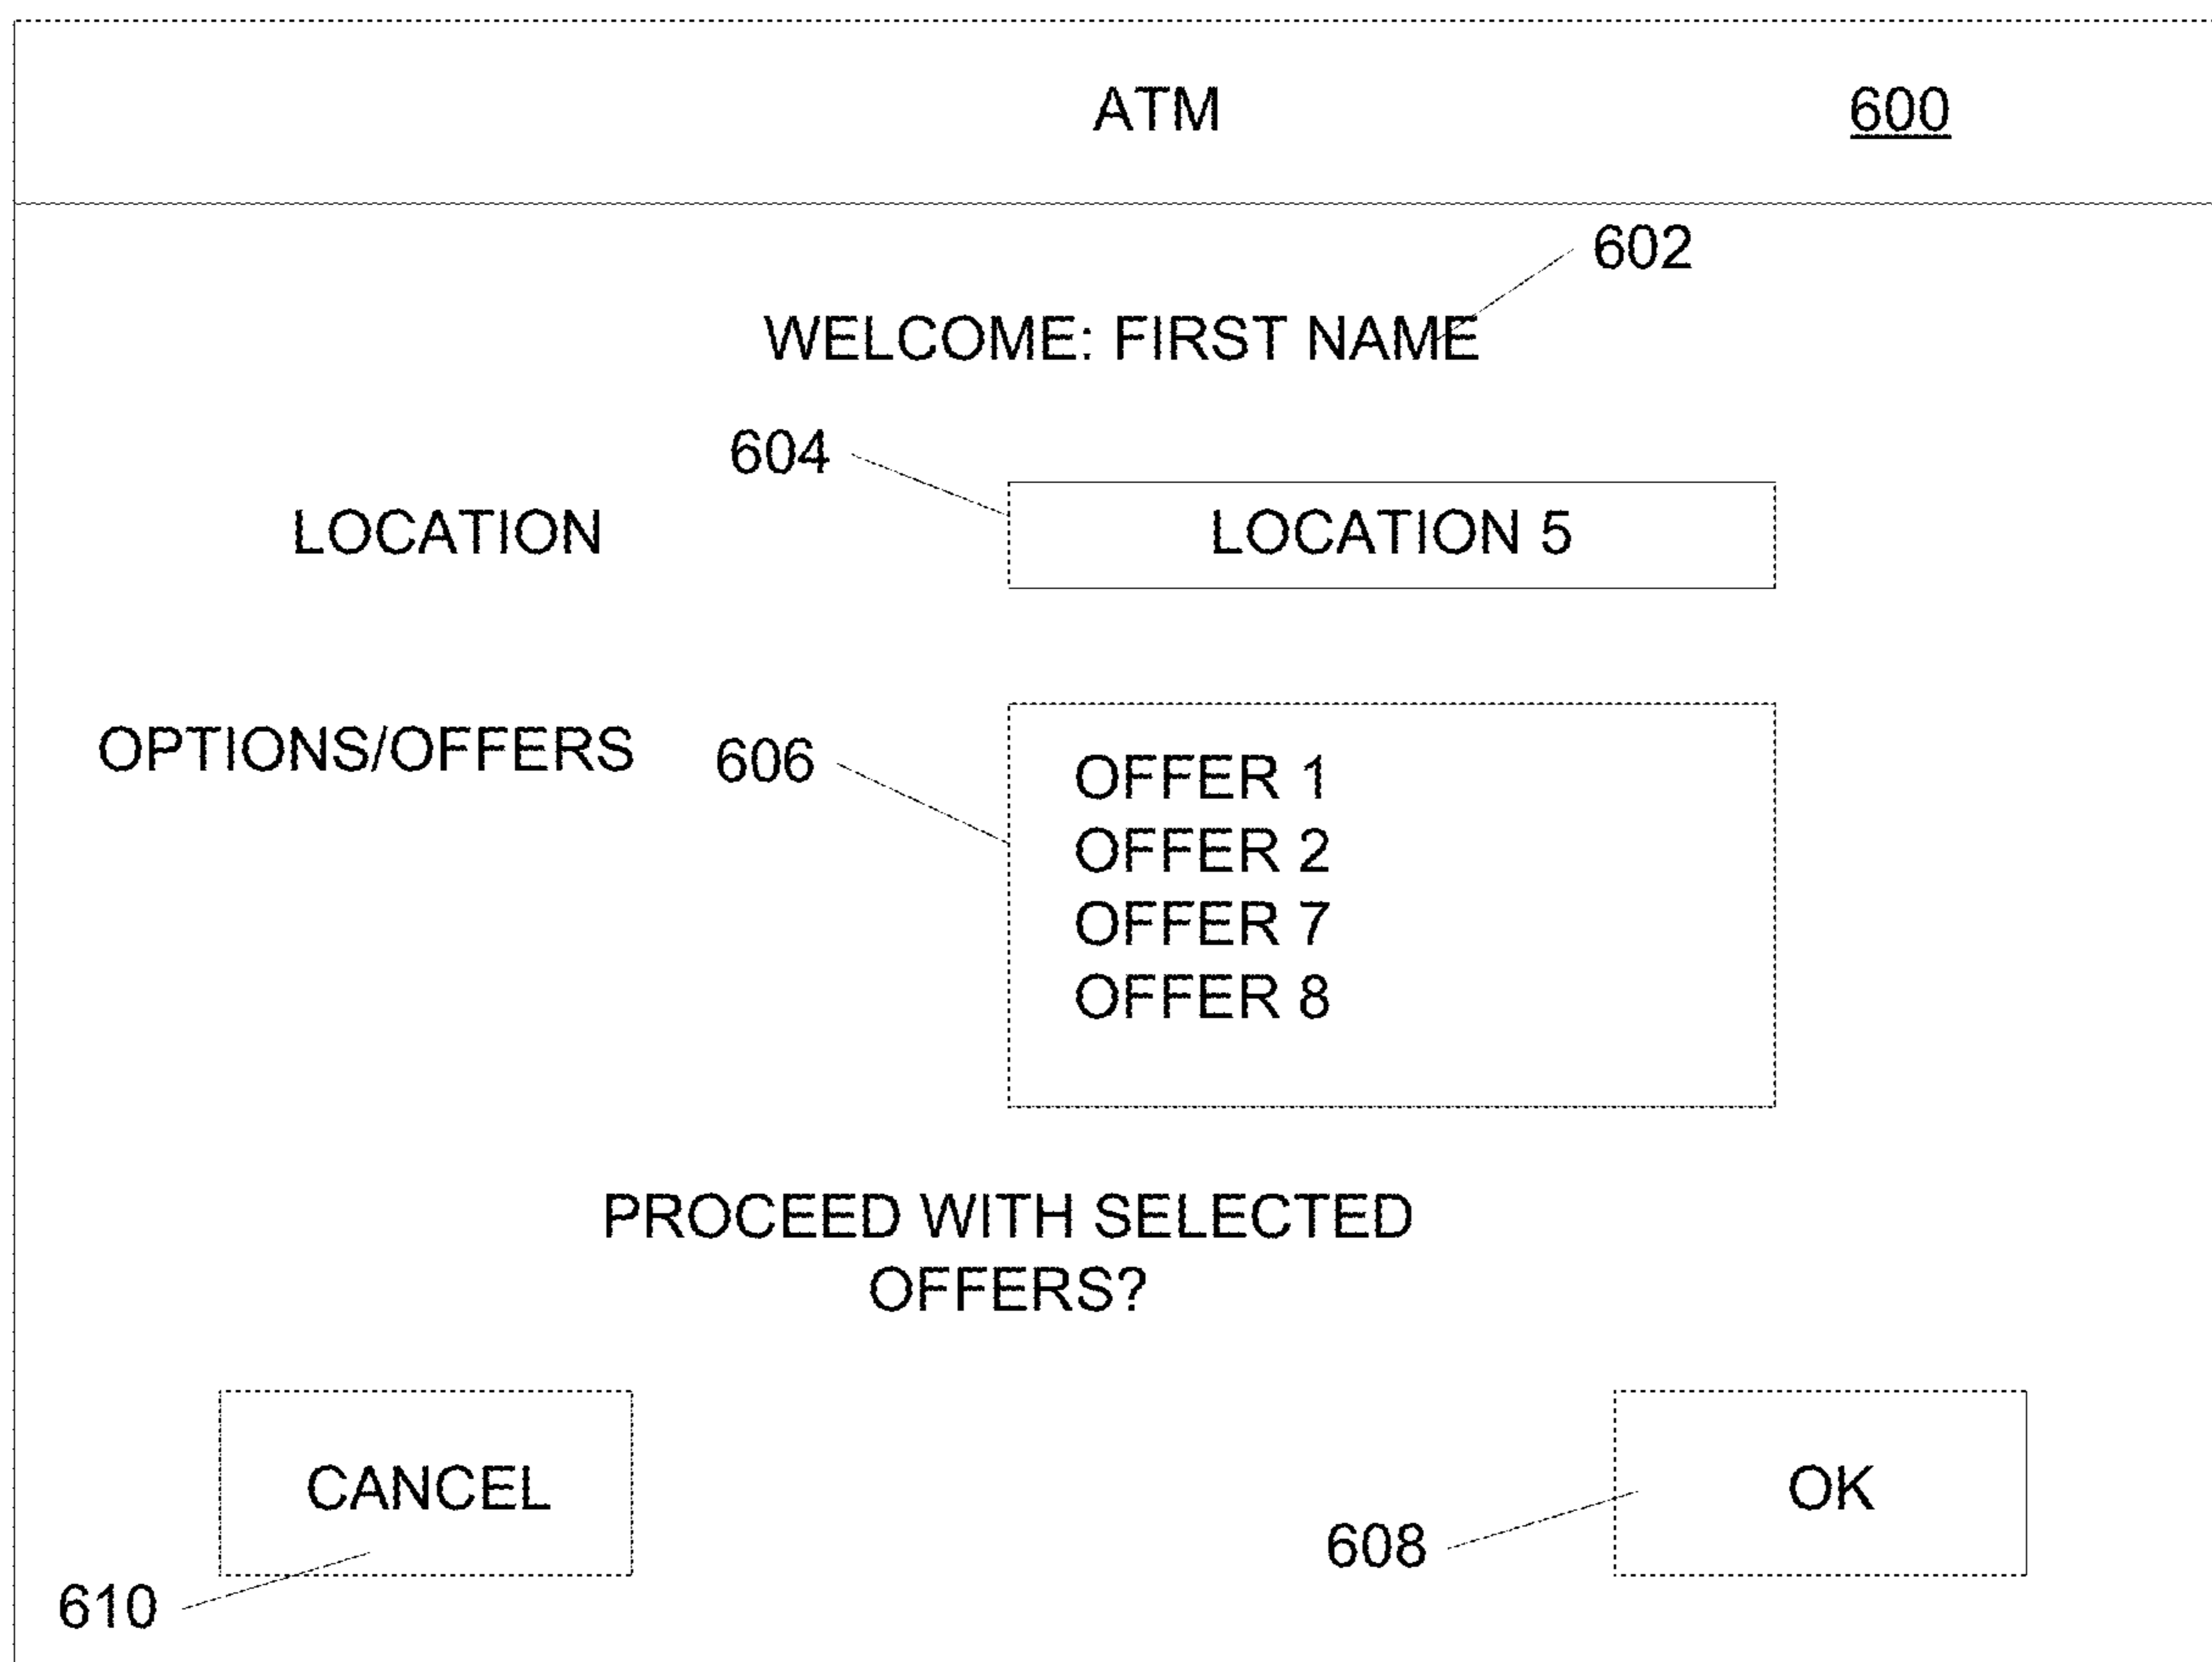 ATM 600
602
WELCOME: FIRST NAME
604
LOCATION LOCATION 5
OPTIONS/OFFERS 606
OFFER 1
OFFER 2
OFFER 7
OFFER 8
PROCEED WITH SELECTED
OFFERS?
CANCEL OK
608
610